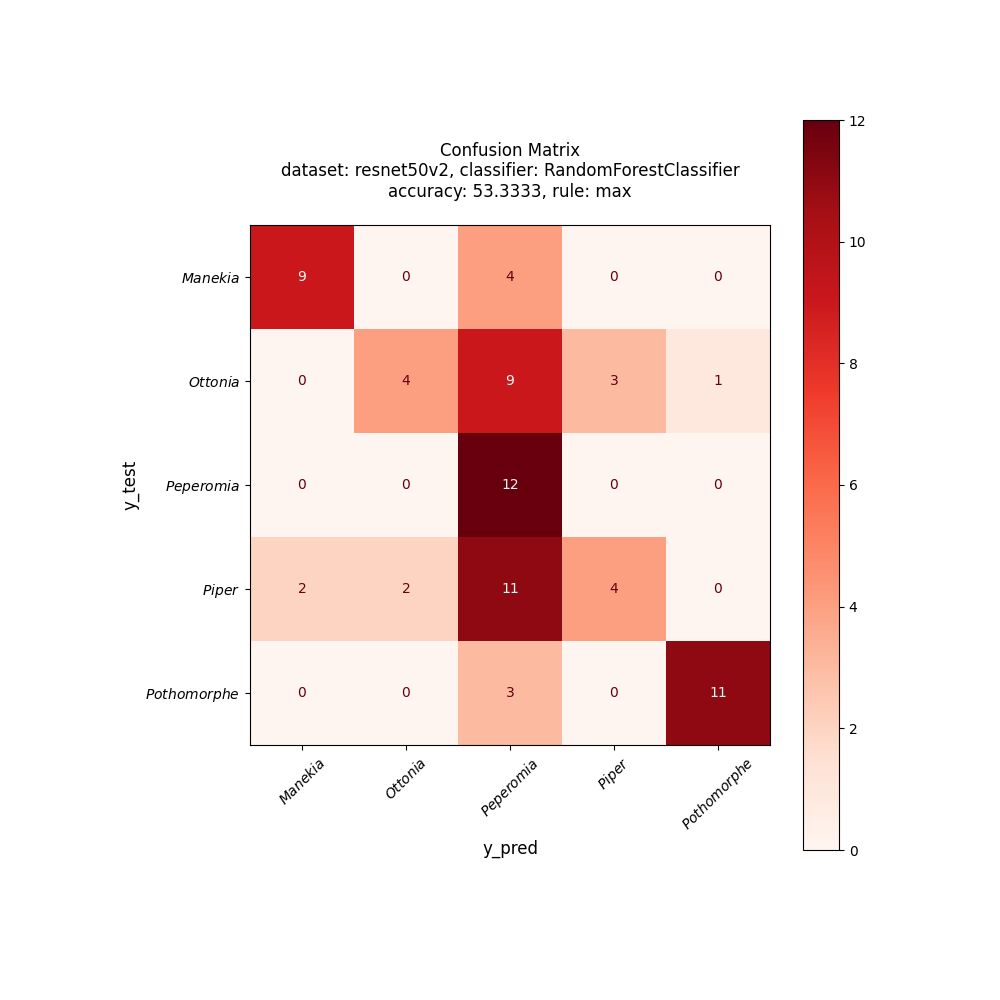 Confusion Matrix
dataset: resnet50v2, classifier: RandomForestClassifier
accuracy: 53.3333, rule: max
12
10
8
6
4
2
0
y_test
Manekia 9 0 4 0 0
Ottonia 0 4 9 3 1
Peperomia 0 0 12 0 0
Piper 2 2 11 4 0
Pothomorphe 0 0 3 0 11
Manekia Ottonia Peperomia Piper Pothomorphe
y_pred